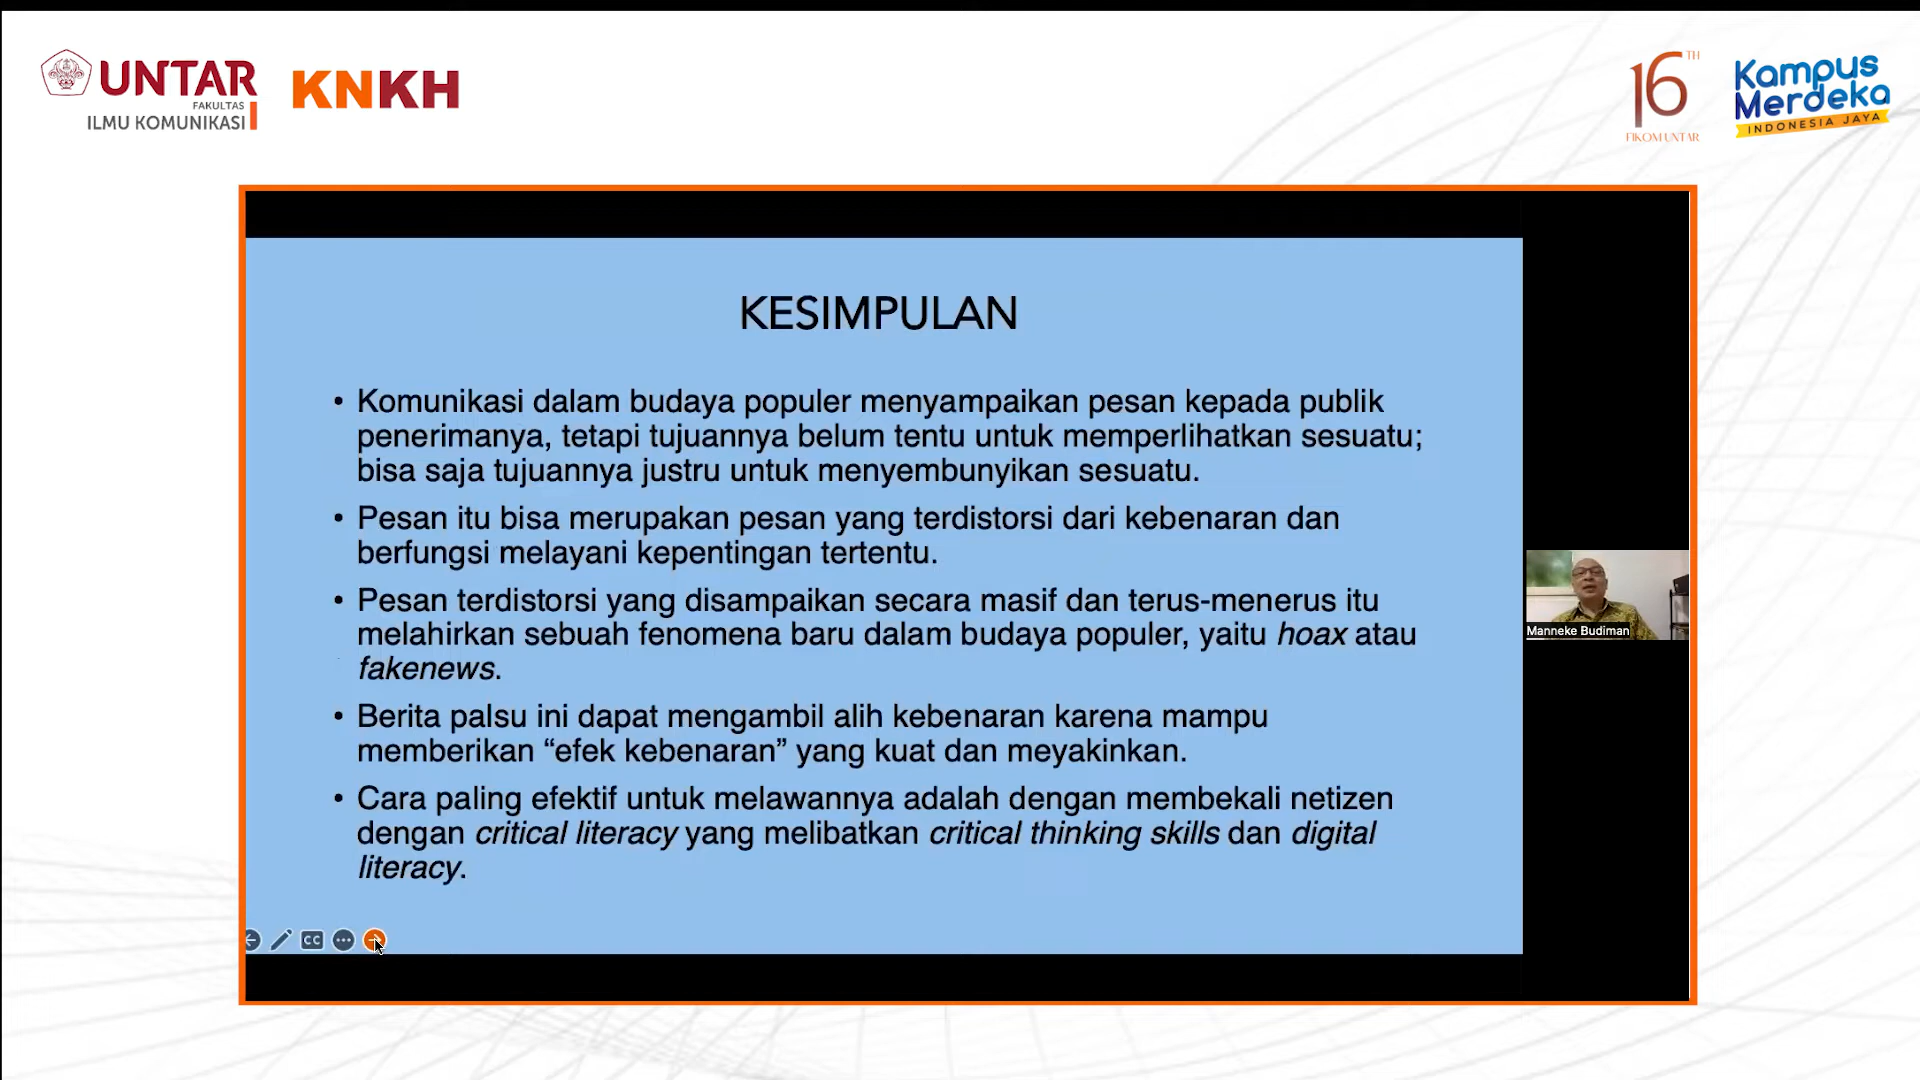 UNTAR
FAKULTAS
ILMU KOMUNIKASI
KNKH
16 TH
FIKOM UNTAR
Kampus
Merdeka
INDONESIA JAYA
KESIMPULAN
• Komunikasi dalam budaya populer menyampaikan pesan kepada publik
penerimanya, tetapi tujuannya belum tentu untuk memperlihatkan sesuatu;
bisa saja tujuannya justru untuk menyembunyikan sesuatu.
• Pesan itu bisa merupakan pesan yang terdistorsi dari kebenaran dan
berfungsi melayani kepentingan tertentu.
• Pesan terdistorsi yang disampaikan secara masif dan terus-menerus itu
melahirkan sebuah fenomena baru dalam budaya populer, yaitu hoax atau
fakenews.
• Berita palsu ini dapat mengambil alih kebenaran karena mampu
memberikan “efek kebenaran” yang kuat dan meyakinkan.
• Cara paling efektif untuk melawannya adalah dengan membekali netizen
dengan critical literacy yang melibatkan critical thinking skills dan digital
literacy.
Manneke Budiman
CC